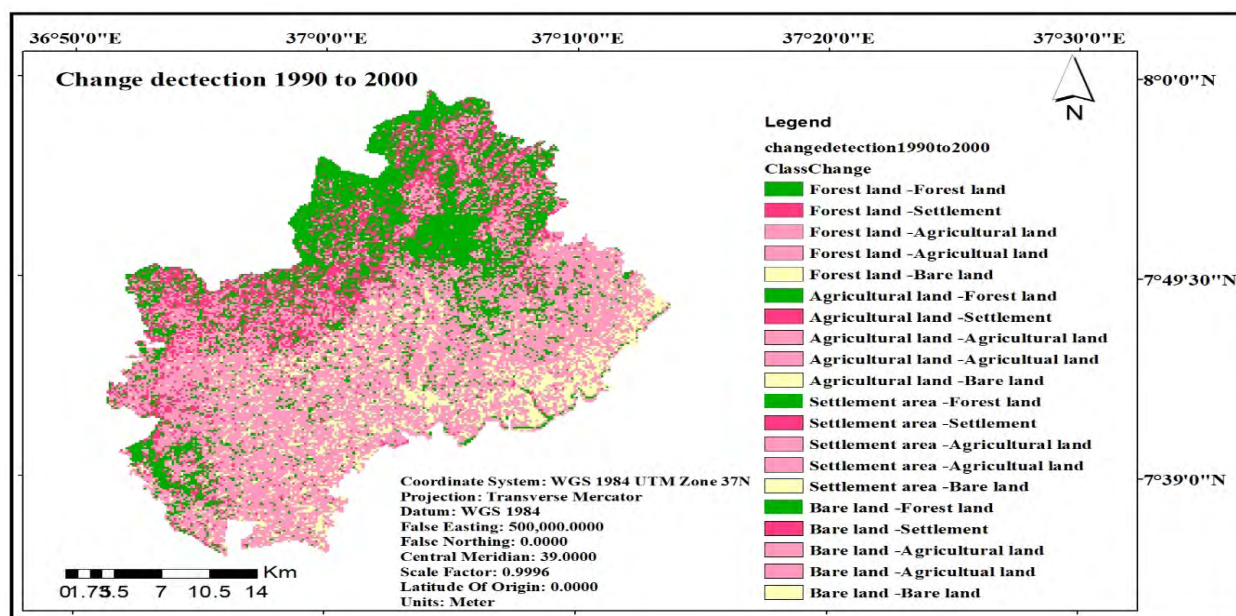 36°50'0"E 37°0'0"E 37°10'0"E 37°20'0"E 37°30'0"E
Change dectection 1990 to 2000
8°0'0"N
N
Legend
changedetection1990to2000
ClassChange
Forest land -Forest land
Forest land -Settlement
Forest land -Agricultural land
Forest land -Agricultual land
Forest land -Bare land
7°49'30"N
Agricultural land -Forest land
Agricultural land -Settlement
Agricultural land -Agricultural land
Agricultural land -Agricultual land
Agricultural land -Bare land
Settlement area -Forest land
Settlement area -Settlement
Settlement area -Agricultural land
Settlement area -Agricultual land
Settlement area -Bare land
7°39'0"N
Bare land -Forest land
Bare land -Settlement
Bare land -Agricultural land
Bare land -Agricultual land
Bare land -Bare land
Coordinate System: WGS 1984 UTM Zone 37N
Projection: Transverse Mercator
Datum: WGS 1984
False Easting: 500,000.0000
False Northing: 0.0000
Central Meridian: 39.0000
Scale Factor: 0.9996
Latitude Of Origin: 0.0000
Units: Meter
Km
0 1.75 3.5 7 10.5 14